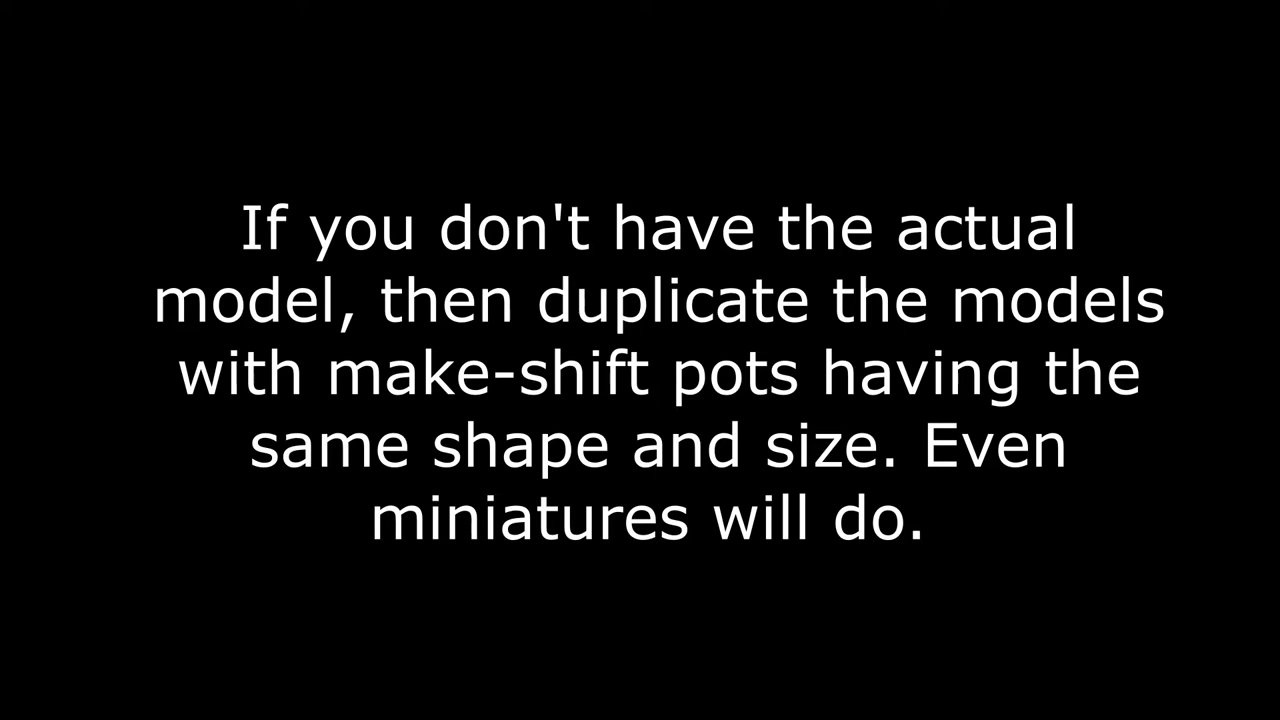 If you don't have the actual
model, then duplicate the models
with make-shift pots having the
same shape and size. Even
miniatures will do.